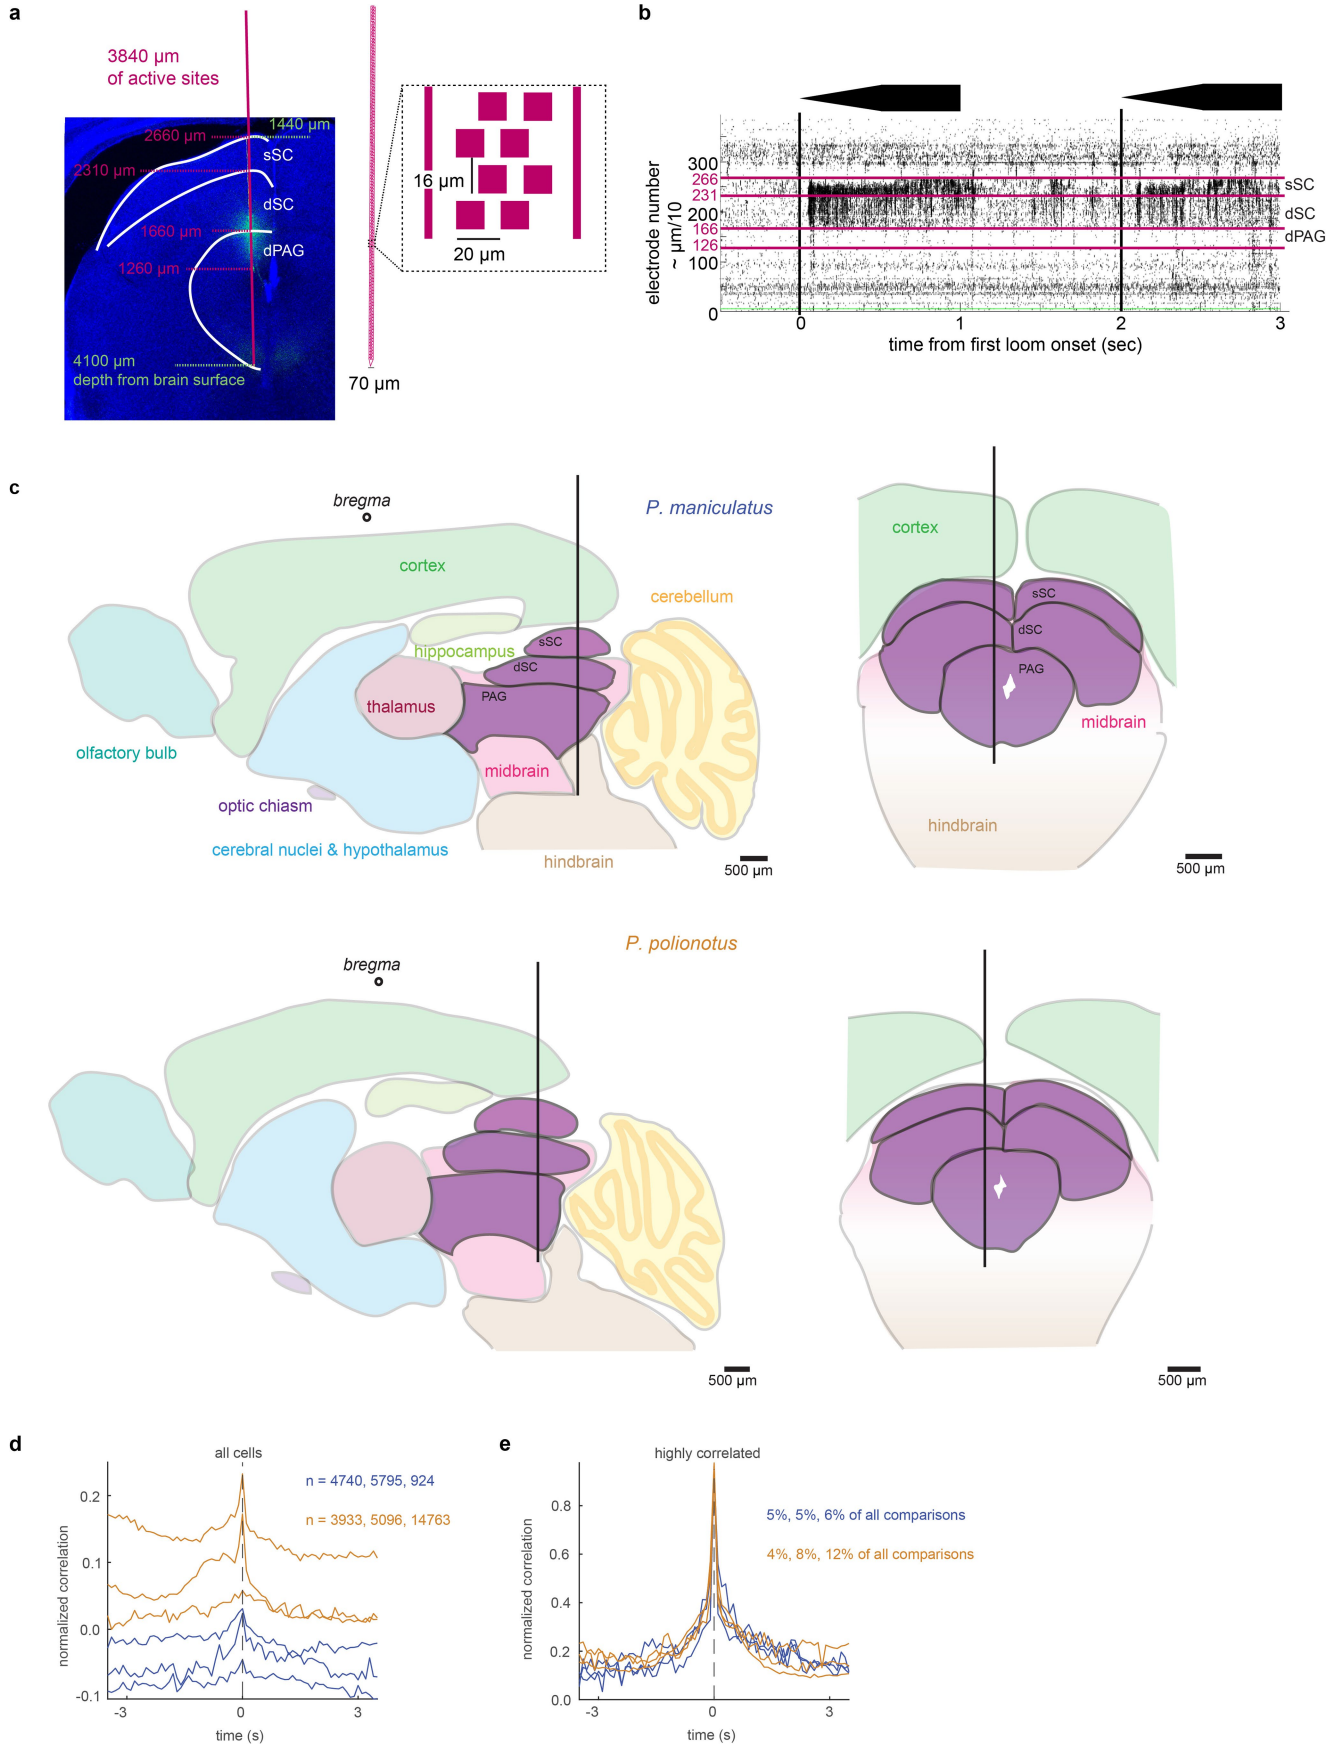 a
3840 µm
of active sites
2660 µm
1440 µm
sSC
2310 µm
dSC
1660 µm
dPAG
1260 µm
4100 µm
depth from brain surface
16 µm
20 µm
70 µm
b
electrode number
~ µm/10
300
266
231
200
166
126
100
0
sSC
dSC
dPAG
0
1
2
3
time from first loom onset (sec)
c
bregma
P. maniculatus
cortex
cerebellum
sSC
hippocampus
dSC
PAG
thalamus
olfactory bulb
midbrain
optic chiasm
cerebral nuclei & hypothalamus
hindbrain
500 µm
cortex
sSC
dSC
PAG
midbrain
hindbrain
500 µm
P. polionotus
bregma
500 µm
500 µm
d
all cells
n = 4740, 5795, 924
n = 3933, 5096, 14763
normalized correlation
0.2
0.1
0.0
-0.1
-3
0
3
time (s)
e
highly correlated
5%, 5%, 6% of all comparisons
4%, 8%, 12% of all comparisons
normalized correlation
0.8
0.6
0.4
0.2
0.0
-3
0
3
time (s)